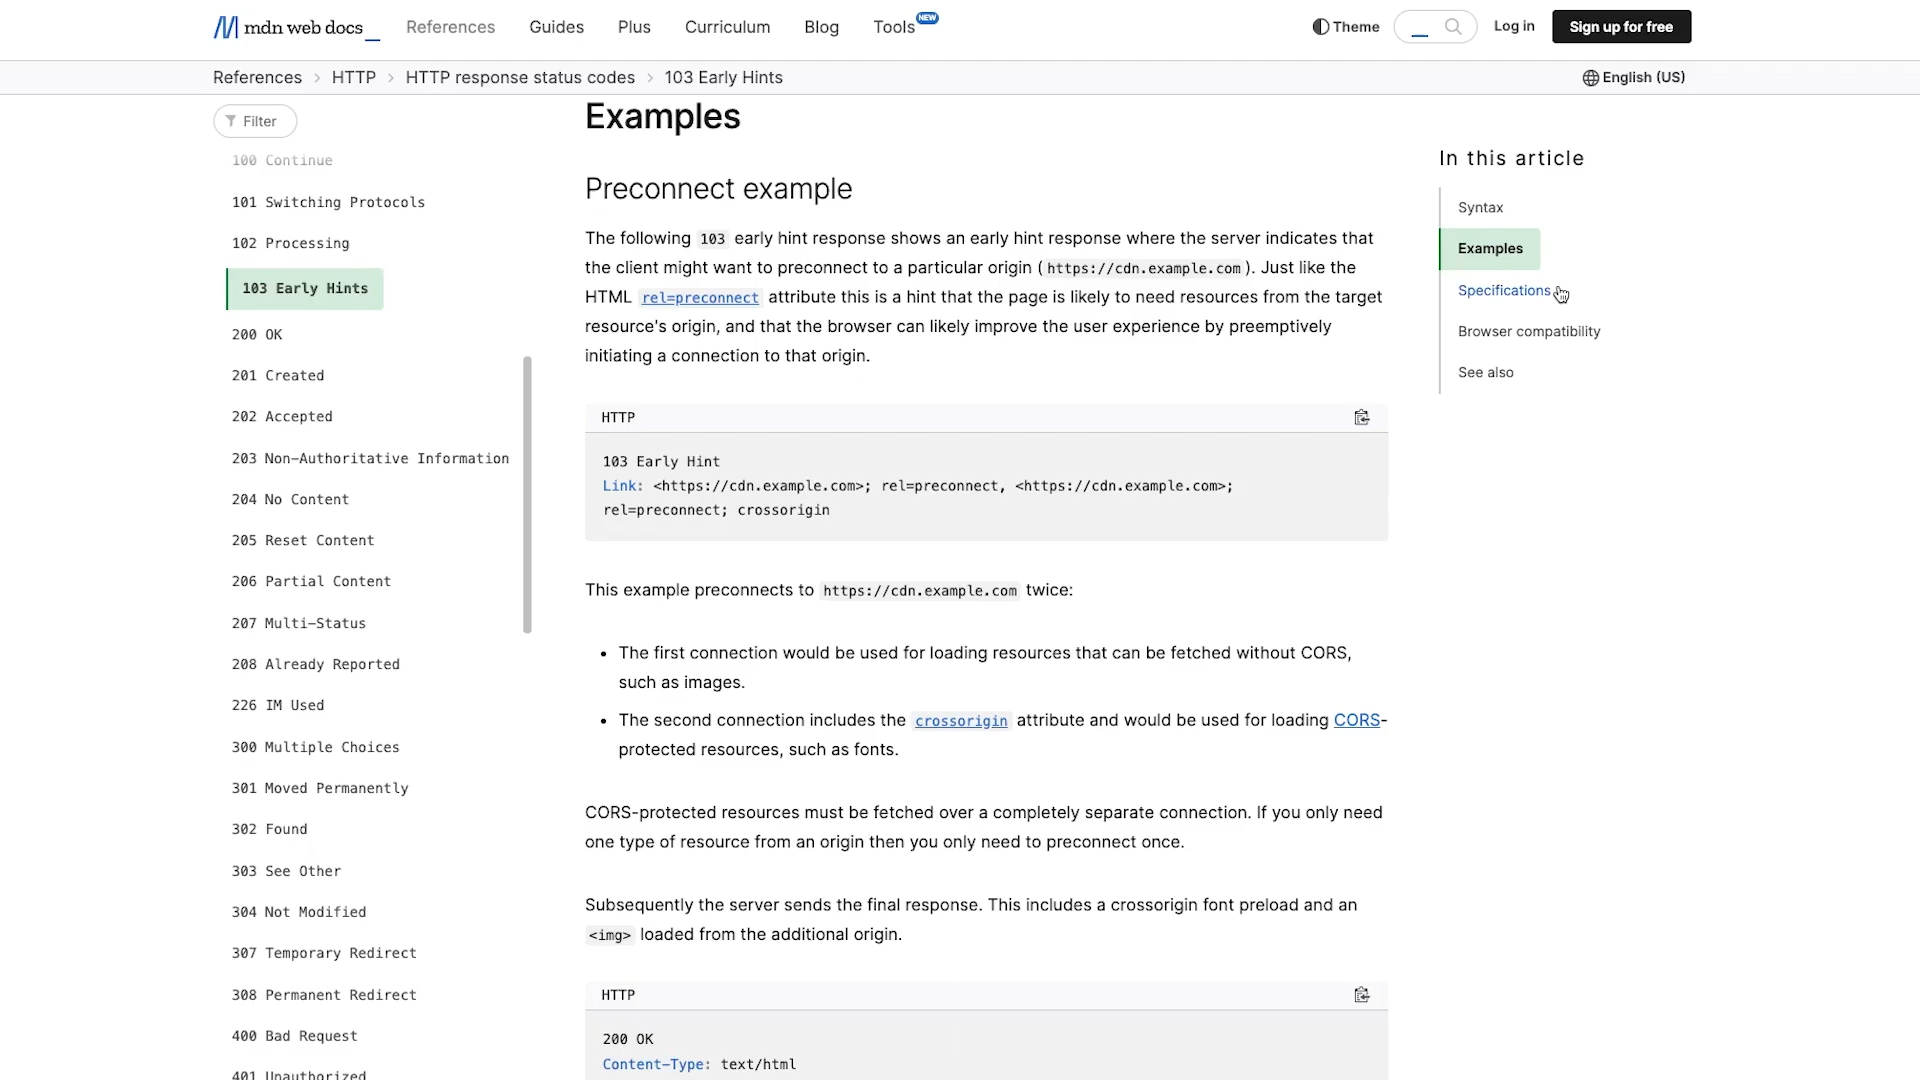 mdn web docs_
References
Guides
Plus
Curriculum
Blog
Tools NEW
Theme
Log in
Sign up for free
References > HTTP > HTTP response status codes > 103 Early Hints
English (US)
Filter
100 Continue
101 Switching Protocols
102 Processing
103 Early Hints
200 OK
201 Created
202 Accepted
203 Non-Authoritative Information
204 No Content
205 Reset Content
206 Partial Content
207 Multi-Status
208 Already Reported
226 IM Used
300 Multiple Choices
301 Moved Permanently
302 Found
303 See Other
304 Not Modified
307 Temporary Redirect
308 Permanent Redirect
400 Bad Request
401 Unauthorized
Examples
Preconnect example
The following 103 early hint response shows an early hint response where the server indicates that
the client might want to preconnect to a particular origin (https://cdn.example.com). Just like the
HTML rel=preconnect attribute this is a hint that the page is likely to need resources from the target
resource's origin, and that the browser can likely improve the user experience by preemptively
initiating a connection to that origin.
HTTP
103 Early Hint
Link: <https://cdn.example.com>; rel=preconnect, <https://cdn.example.com>;
rel=preconnect; crossorigin
This example preconnects to https://cdn.example.com twice:
• The first connection would be used for loading resources that can be fetched without CORS,
such as images.
• The second connection includes the crossorigin attribute and would be used for loading CORS-
protected resources, such as fonts.
CORS-protected resources must be fetched over a completely separate connection. If you only need
one type of resource from an origin then you only need to preconnect once.
Subsequently the server sends the final response. This includes a crossorigin font preload and an
<img> loaded from the additional origin.
HTTP
200 OK
Content-Type: text/html
In this article
Syntax
Examples
Specifications
Browser compatibility
See also